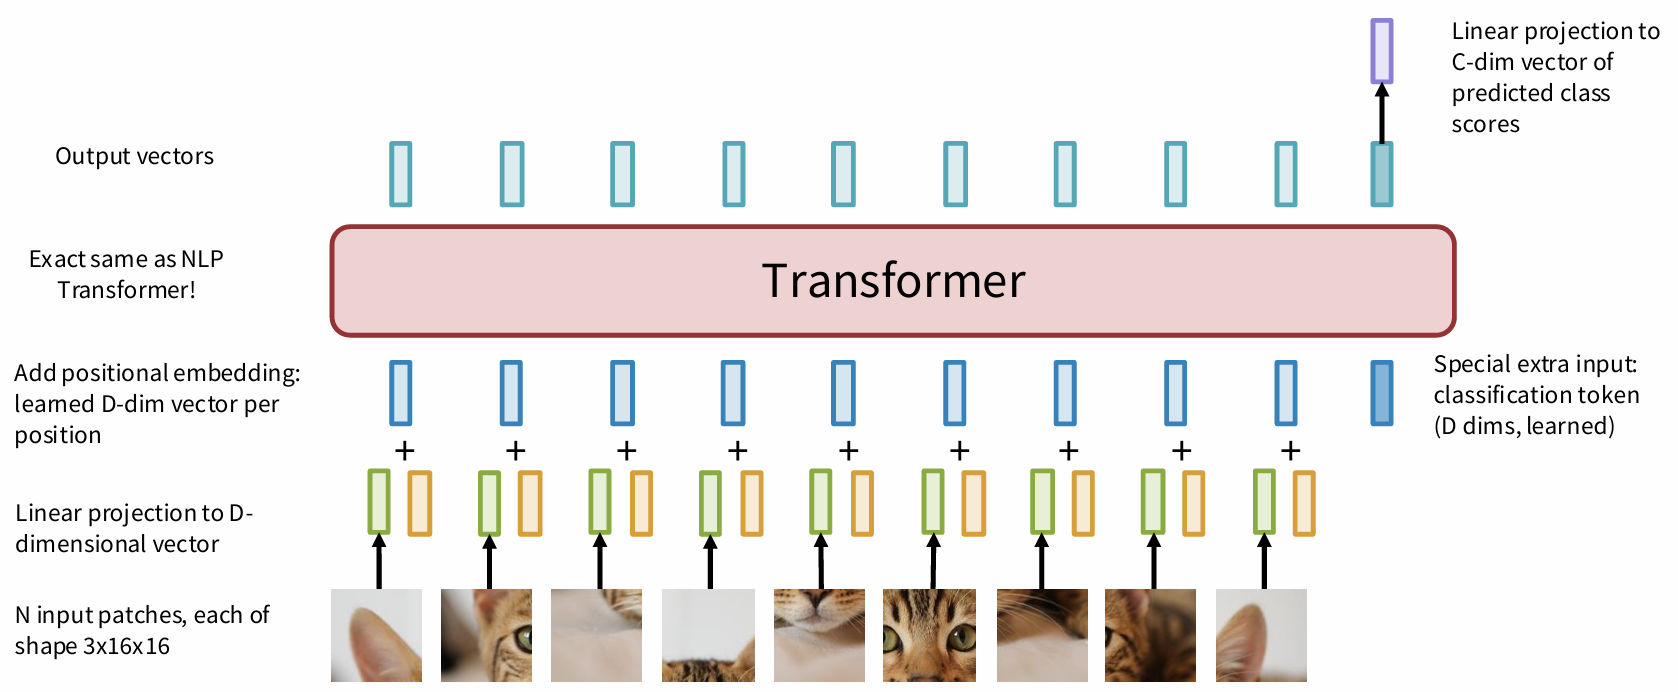 Linear projection to
C-dim vector of
predicted class
scores
Output vectors
Exact same as NLP
Transformer!
Transformer
Add positional embedding:
learned D-dim vector per
position
Special extra input:
classification token
(D dims, learned)
+ + + + + + + + +
Linear projection to D-
dimensional vector
N input patches, each of
shape 3x16x16